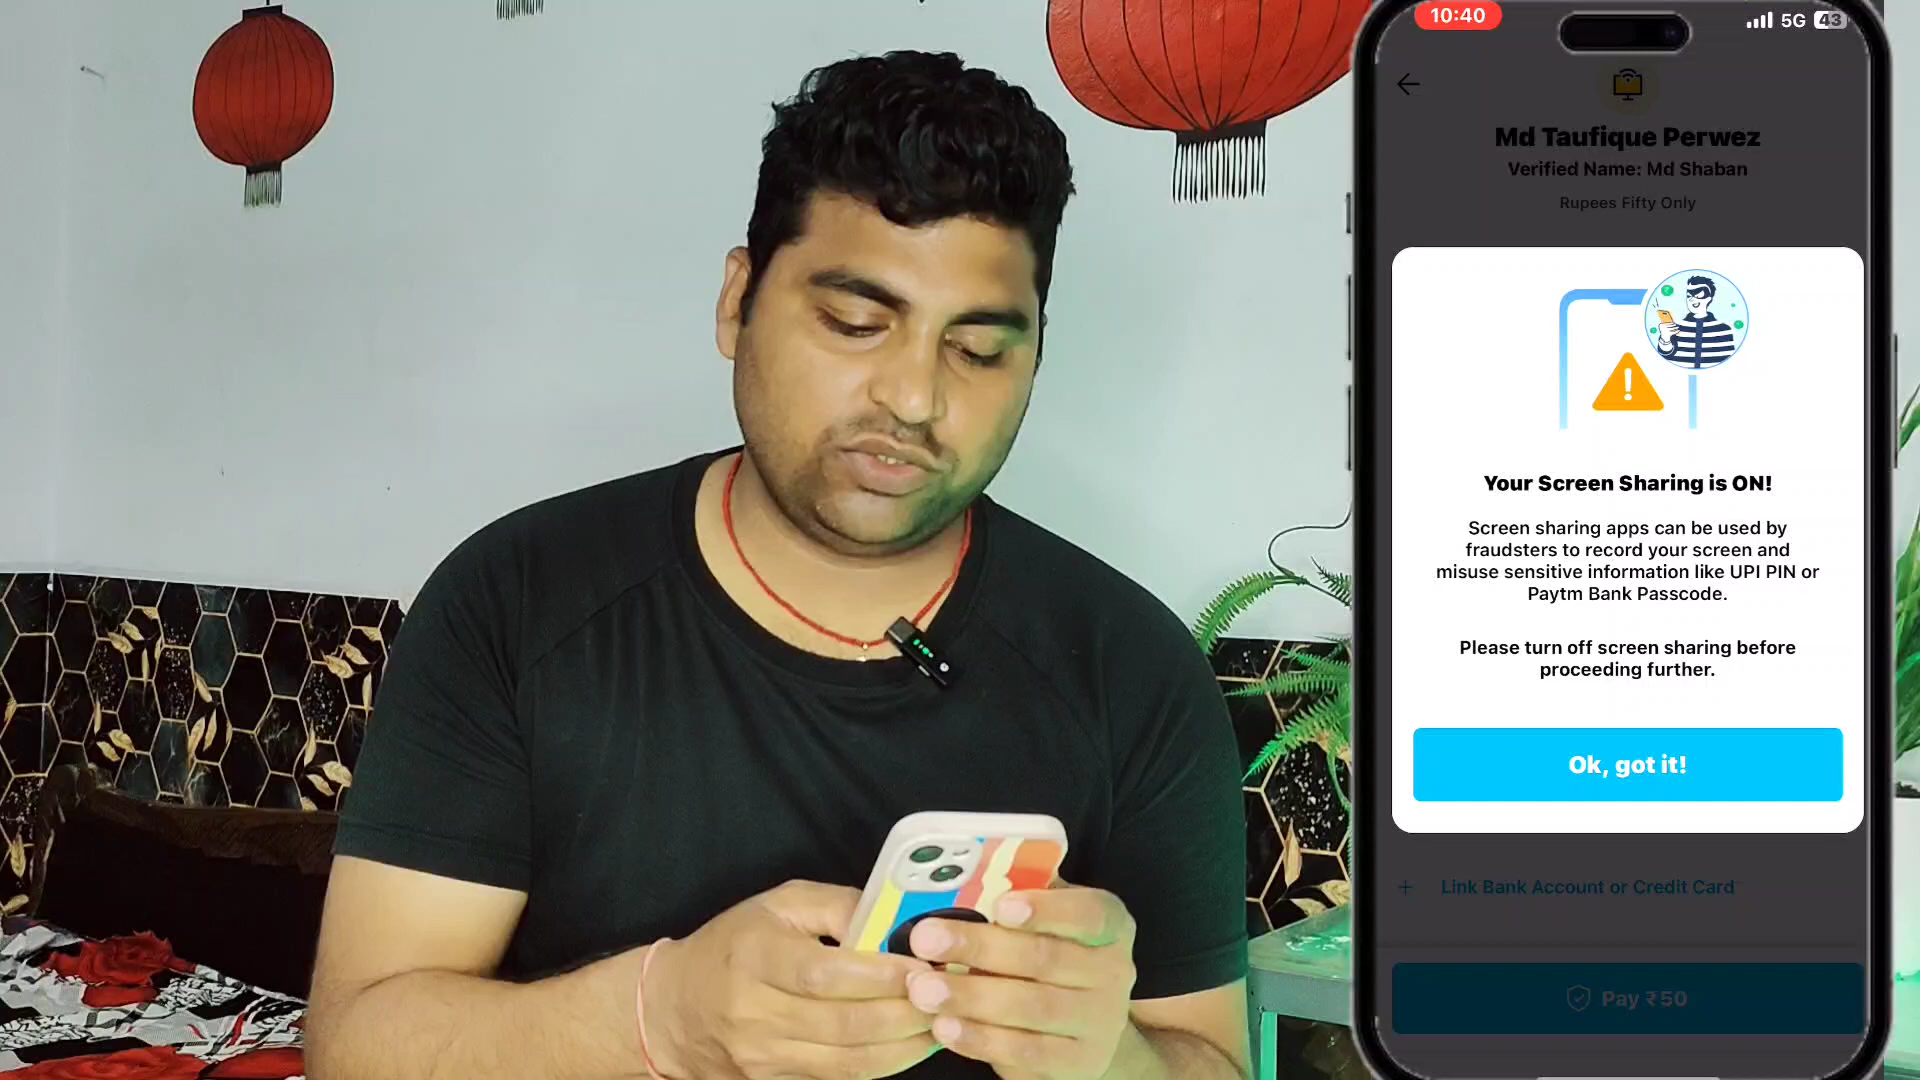 10:40
5G
43
Md Taufique Perwez
Verified Name: Md Shaban
Rupees Fifty Only
Your Screen Sharing is ON!
Screen sharing apps can be used by
fraudsters to record your screen and
misuse sensitive information like UPI PIN or
Paytm Bank Passcode.
Please turn off screen sharing before
proceeding further.
Ok, got it!
+ Link Bank Account or Credit Card
Pay ₹50